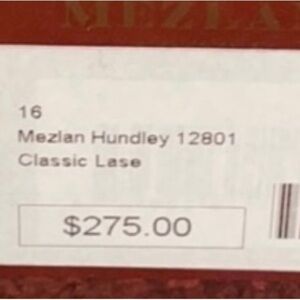 MEZLA
16
Mezlan Hundley 12801
Classic Lase
$275.00